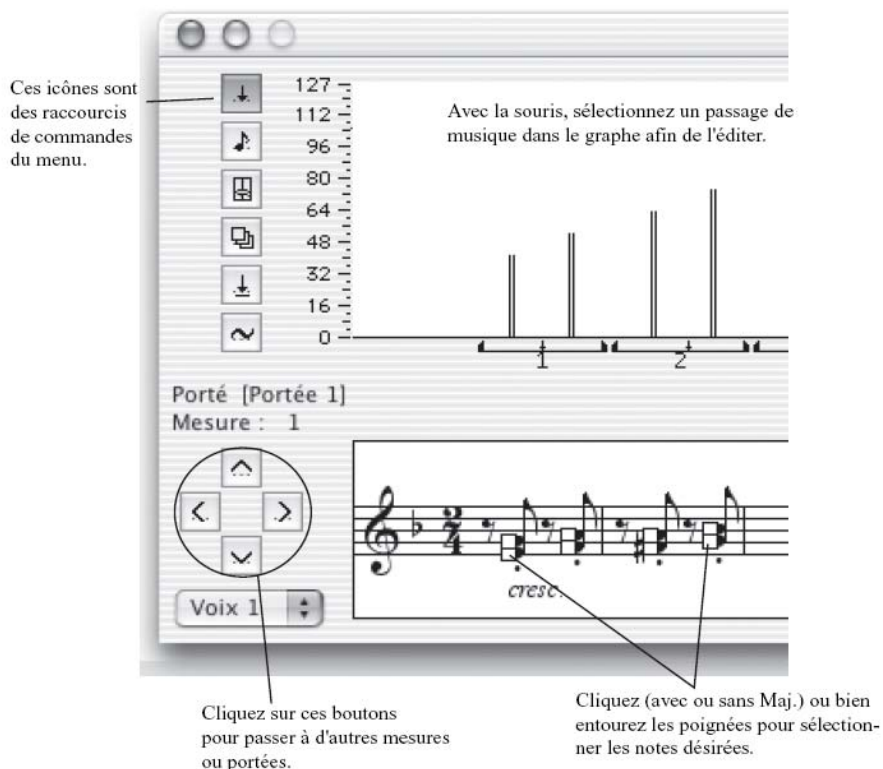 Ces icônes sont
des raccourcis
de commandes
du menu.
127
112
96
80
64
48
32
16
0
Avec la souris, sélectionnez un passage de
musique dans le graphe afin de l'éditer.
1
2
Porté [Portée 1]
Mesure : 1
2
4
cresc.
Voix 1
Cliquez sur ces boutons
pour passer à d'autres mesures
ou portées.
Cliquez (avec ou sans Maj.) ou bien
entourez les poignées pour sélection-
ner les notes désirées.